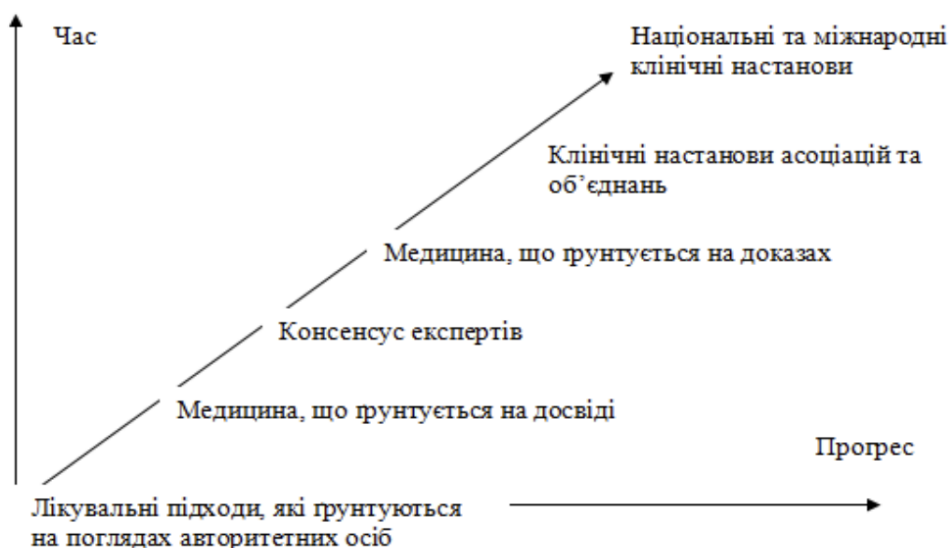 Час
Національні та міжнародні
клінічні настанови
Клінічні настанови асоціацій та
об’єднань
Медицина, що ґрунтується на доказах
Консенсус експертів
Медицина, що ґрунтується на досвіді
Прогрес
Лікувальні підходи, які ґрунтуються
на поглядах авторитетних осіб